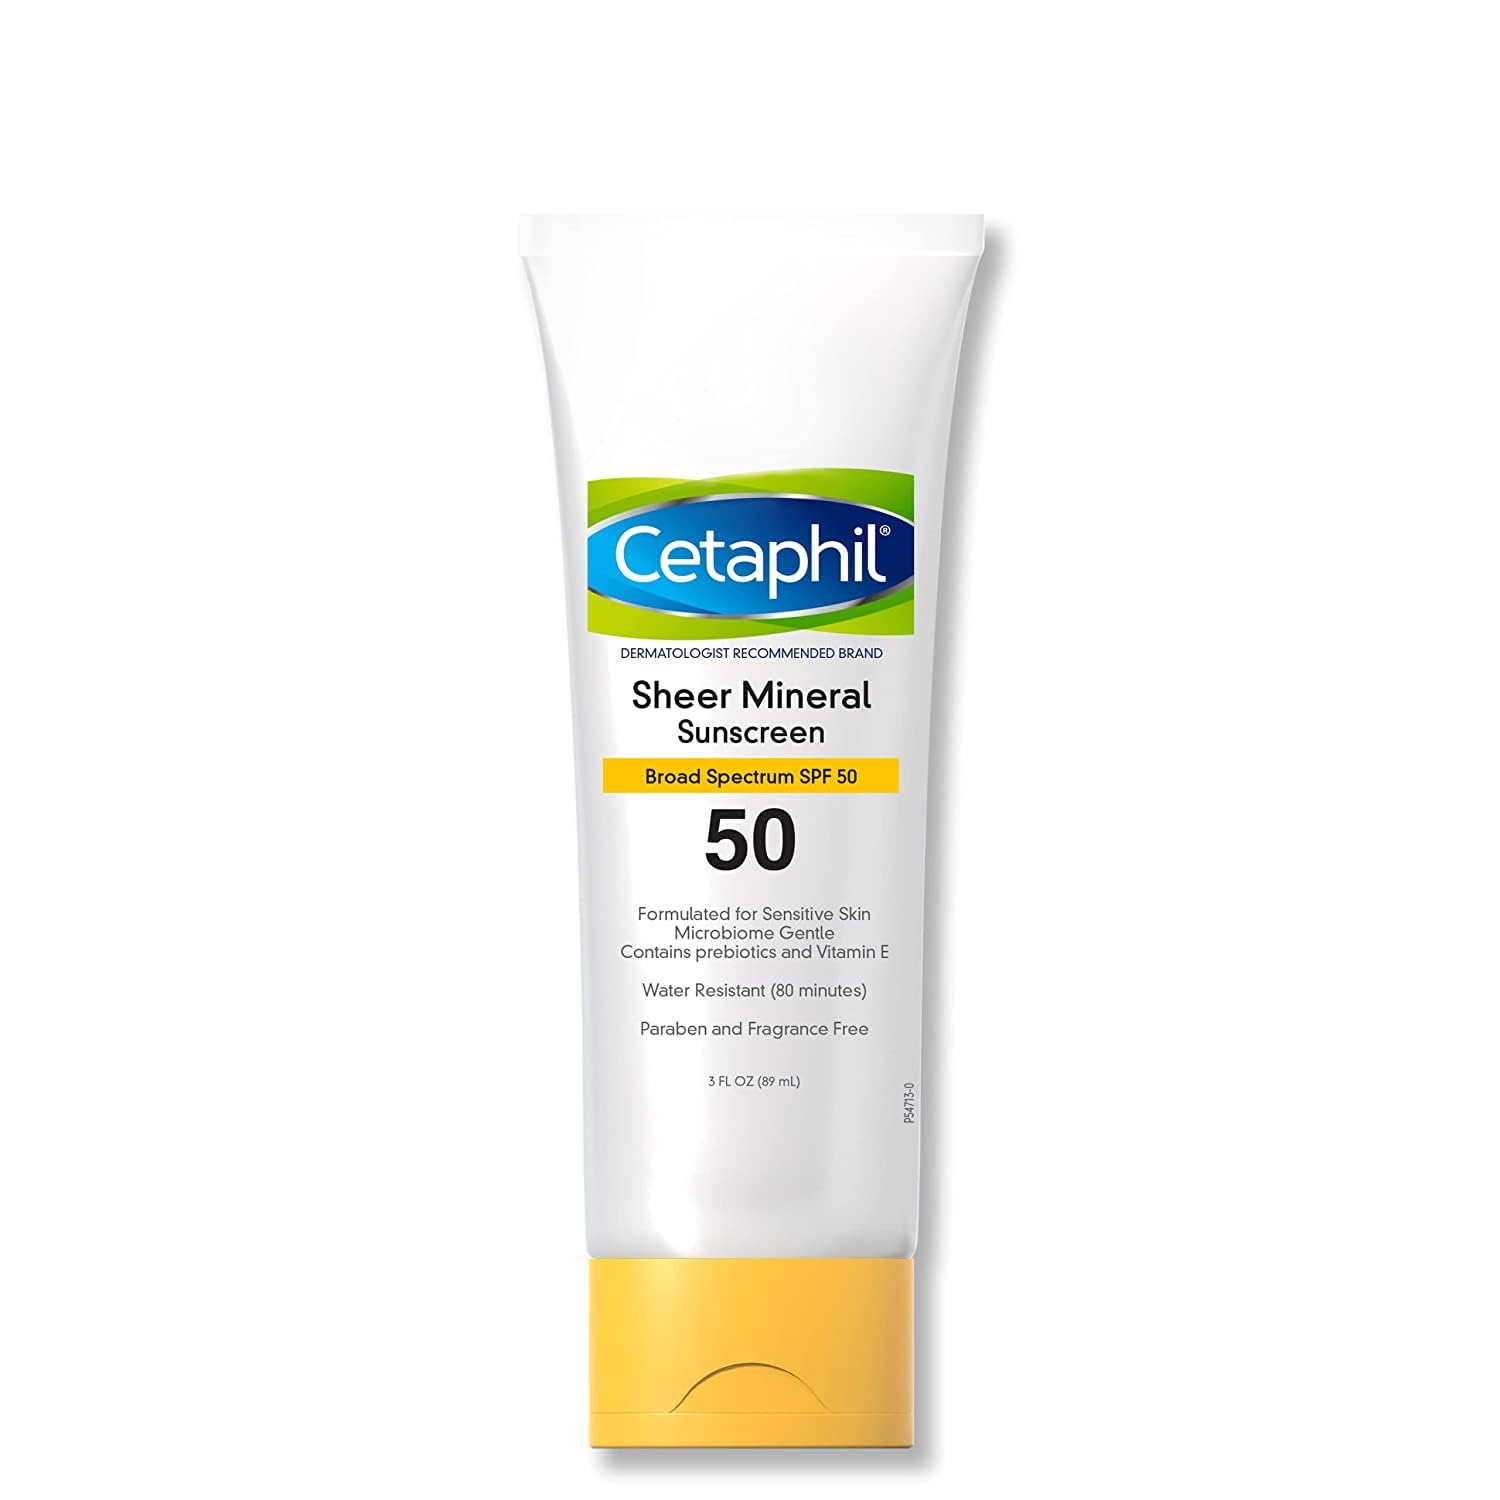 Cetaphil®
DERMATOLOGIST RECOMMENDED BRAND
Sheer Mineral
Sunscreen
Broad Spectrum SPF 50
50
Formulated for Sensitive Skin
Microbiome Gentle
Contains prebiotics and Vitamin E
Water Resistant (80 minutes)
Paraben and Fragrance Free
3 FL OZ (89 mL)
P54713-0